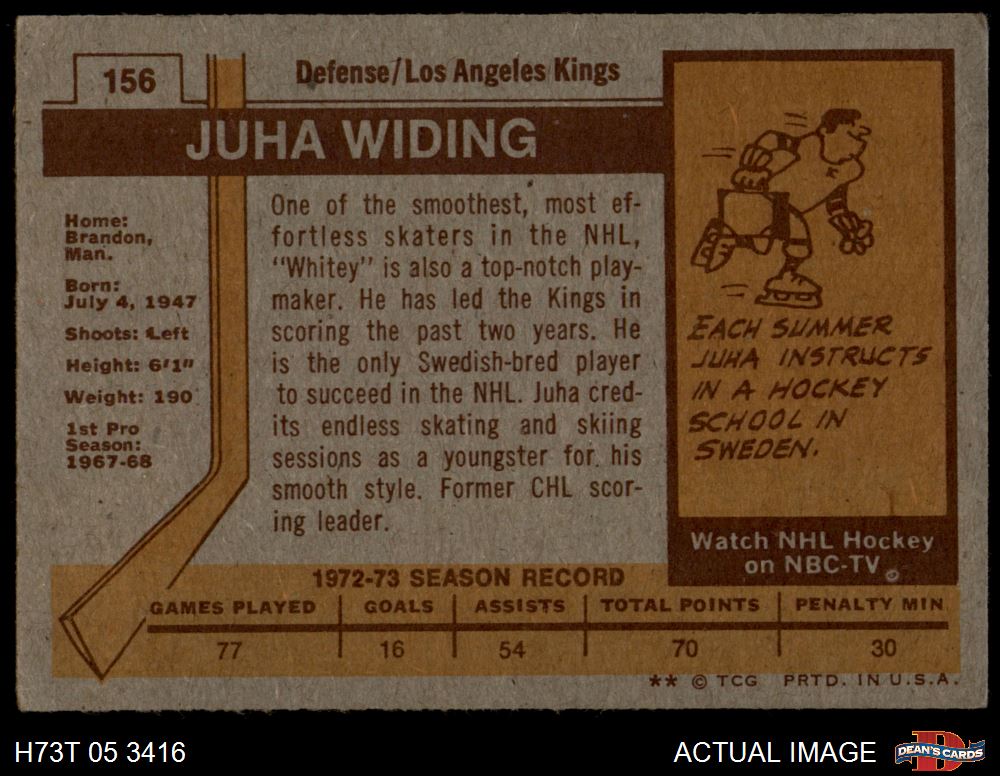 156
Defense/Los Angeles Kings
JUHA WIDING
Home:
Brandon,
Man.
Born:
July 4, 1947
Shoots: Left
Height: 6'1"
Weight: 190
1st Pro
Season:
1967-68
One of the smoothest, most ef-
fortless skaters in the NHL,
"Whitey" is also a top-notch play-
maker. He has led the Kings in
scoring the past two years. He
is the only Swedish-bred player
to succeed in the NHL. Juha cred-
its endless skating and skiing
sessions as a youngster for his
smooth style. Former CHL scor-
ing leader.
EACH SUMMER
JUHA INSTRUCTS
IN A HOCKEY
SCHOOL IN
SWEDEN.
Watch NHL Hockey
on NBC-TV
1972-73 SEASON RECORD
GAMES PLAYED GOALS ASSISTS TOTAL POINTS PENALTY MIN.
77 16 54 70 30
** © TCG PRTD. IN U.S.A.
H73T 05 3416
ACTUAL IMAGE
D
DEAN'S CARDS